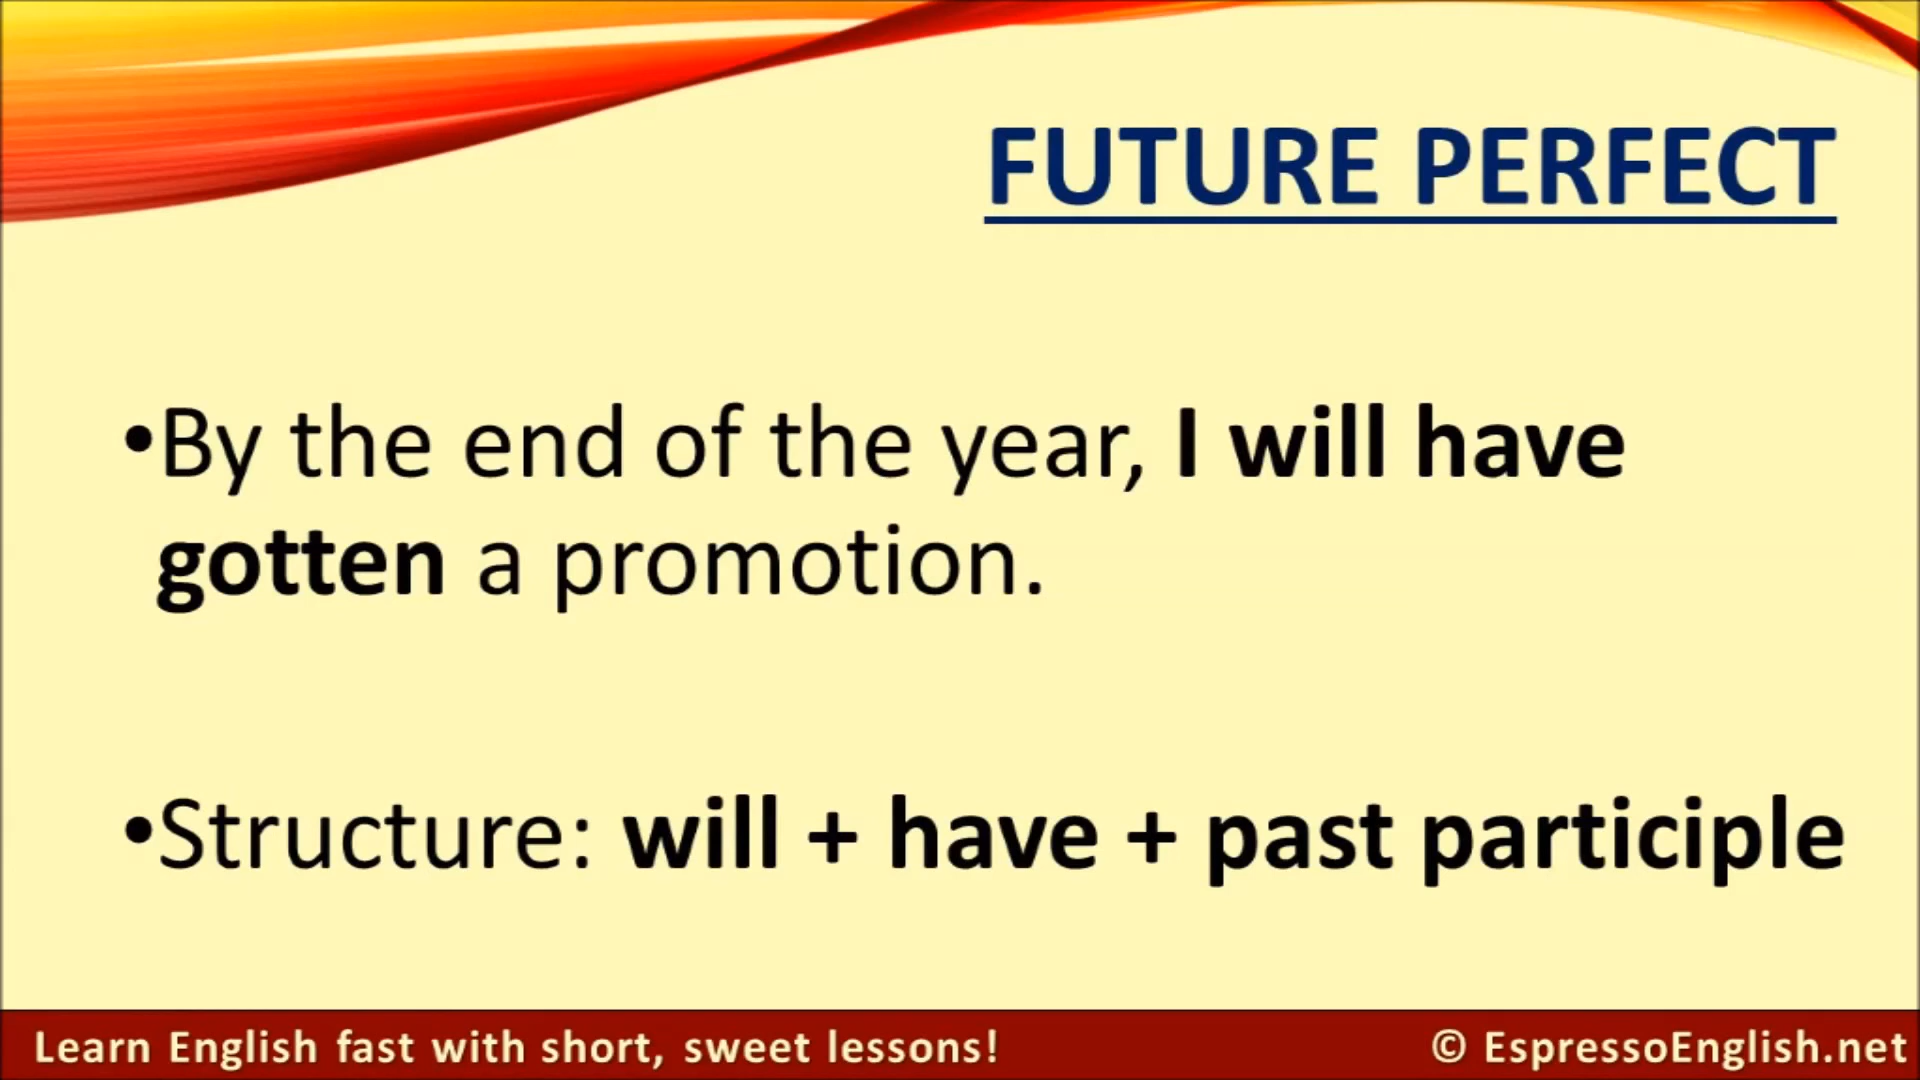 FUTURE PERFECT
•By the end of the year, I will have
gotten a promotion.
•Structure: will + have + past participle
Learn English fast with short, sweet lessons!
© EspressoEnglish.net